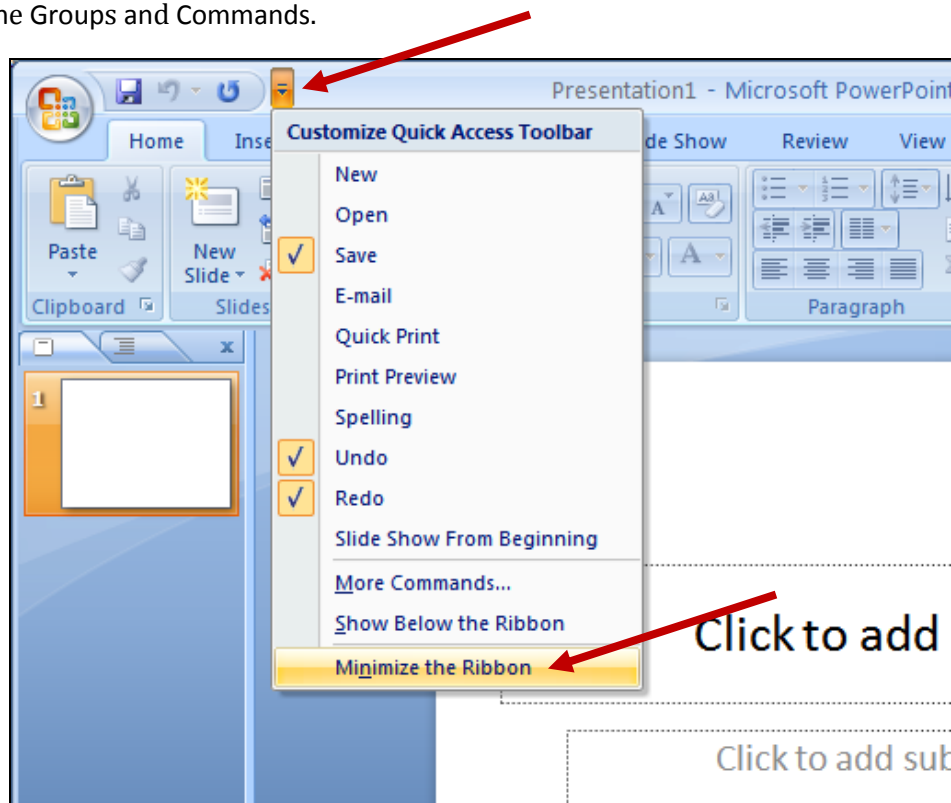 ne Groups and Commands.
Presentation1 - Microsoft PowerPoint
Home Inse de Show Review View
Customize Quick Access Toolbar
New
Open
Save
E-mail
Quick Print
Print Preview
Spelling
Undo
Redo
Slide Show From Beginning
More Commands...
Show Below the Ribbon
Minimize the Ribbon
Paste
New
Slide
A Aa
A
Clipboard Slides Paragraph
1
Click to add
Click to add sub